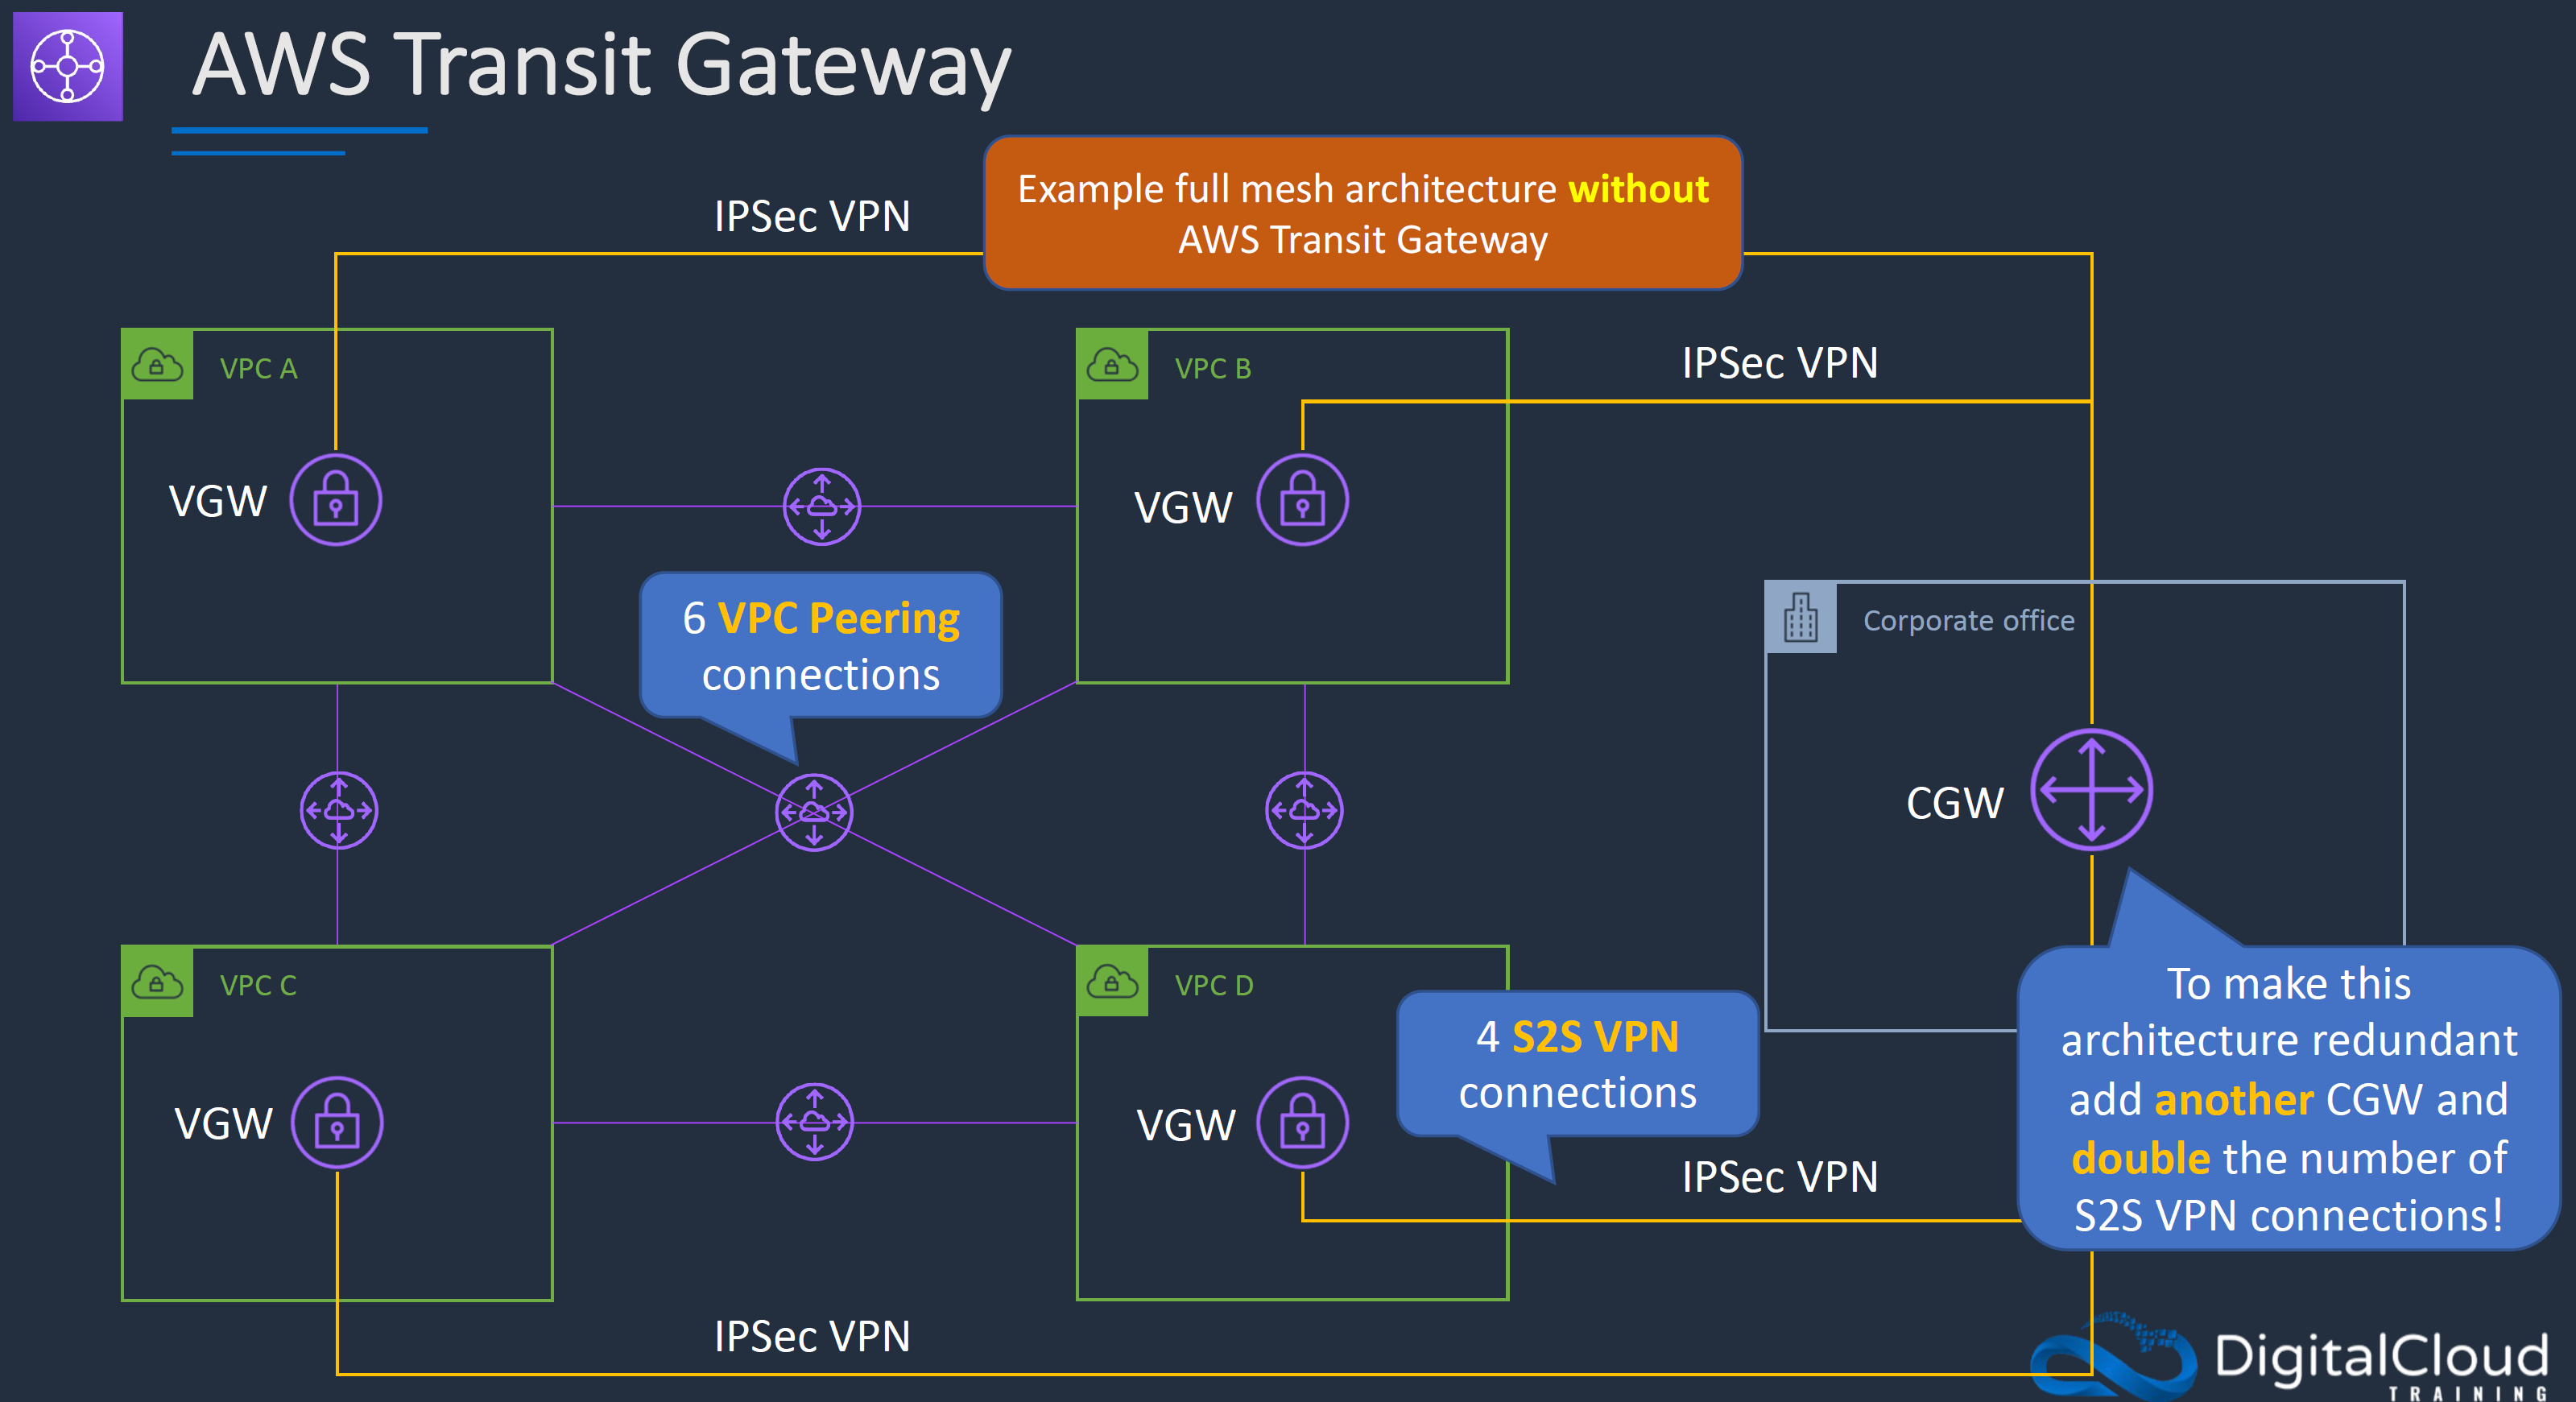 AWS Transit Gateway
Example full mesh architecture without
AWS Transit Gateway
IPSec VPN
IPSec VPN
VPC A
VPC B
VGW
VGW
6 VPC Peering
connections
Corporate office
CGW
VPC C
VPC D
VGW
VGW
4 S2S VPN
connections
To make this
architecture redundant
add another CGW and
double the number of
S2S VPN connections!
IPSec VPN
IPSec VPN
DigitalCloud
TRAINING